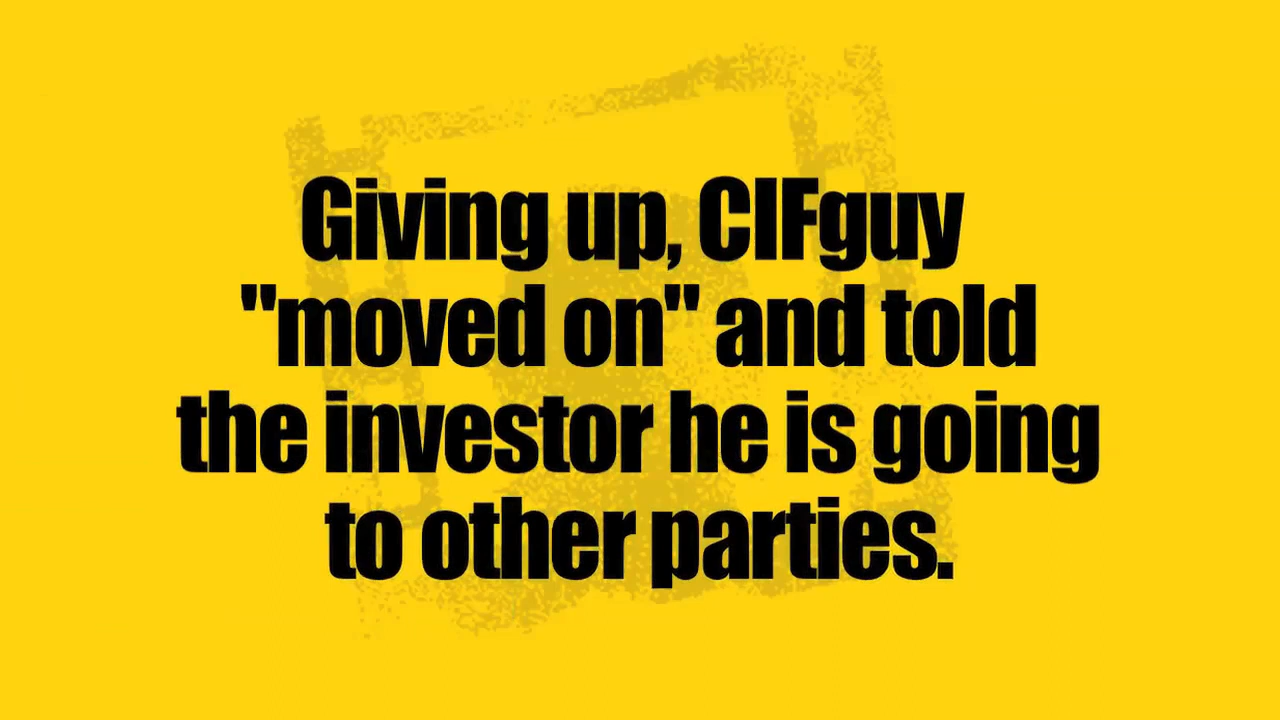 Giving up, CIFguy
"moved on" and told
the investor he is going
to other parties.